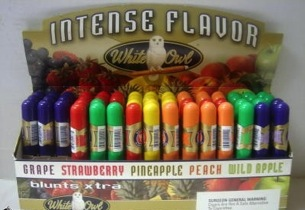 INTENSE FLAVOR
White Owl
GRAPE STRAWBERRY PINEAPPLE PEACH WILD APPLE
blunts xtra
SURGEON GENERAL WARNING